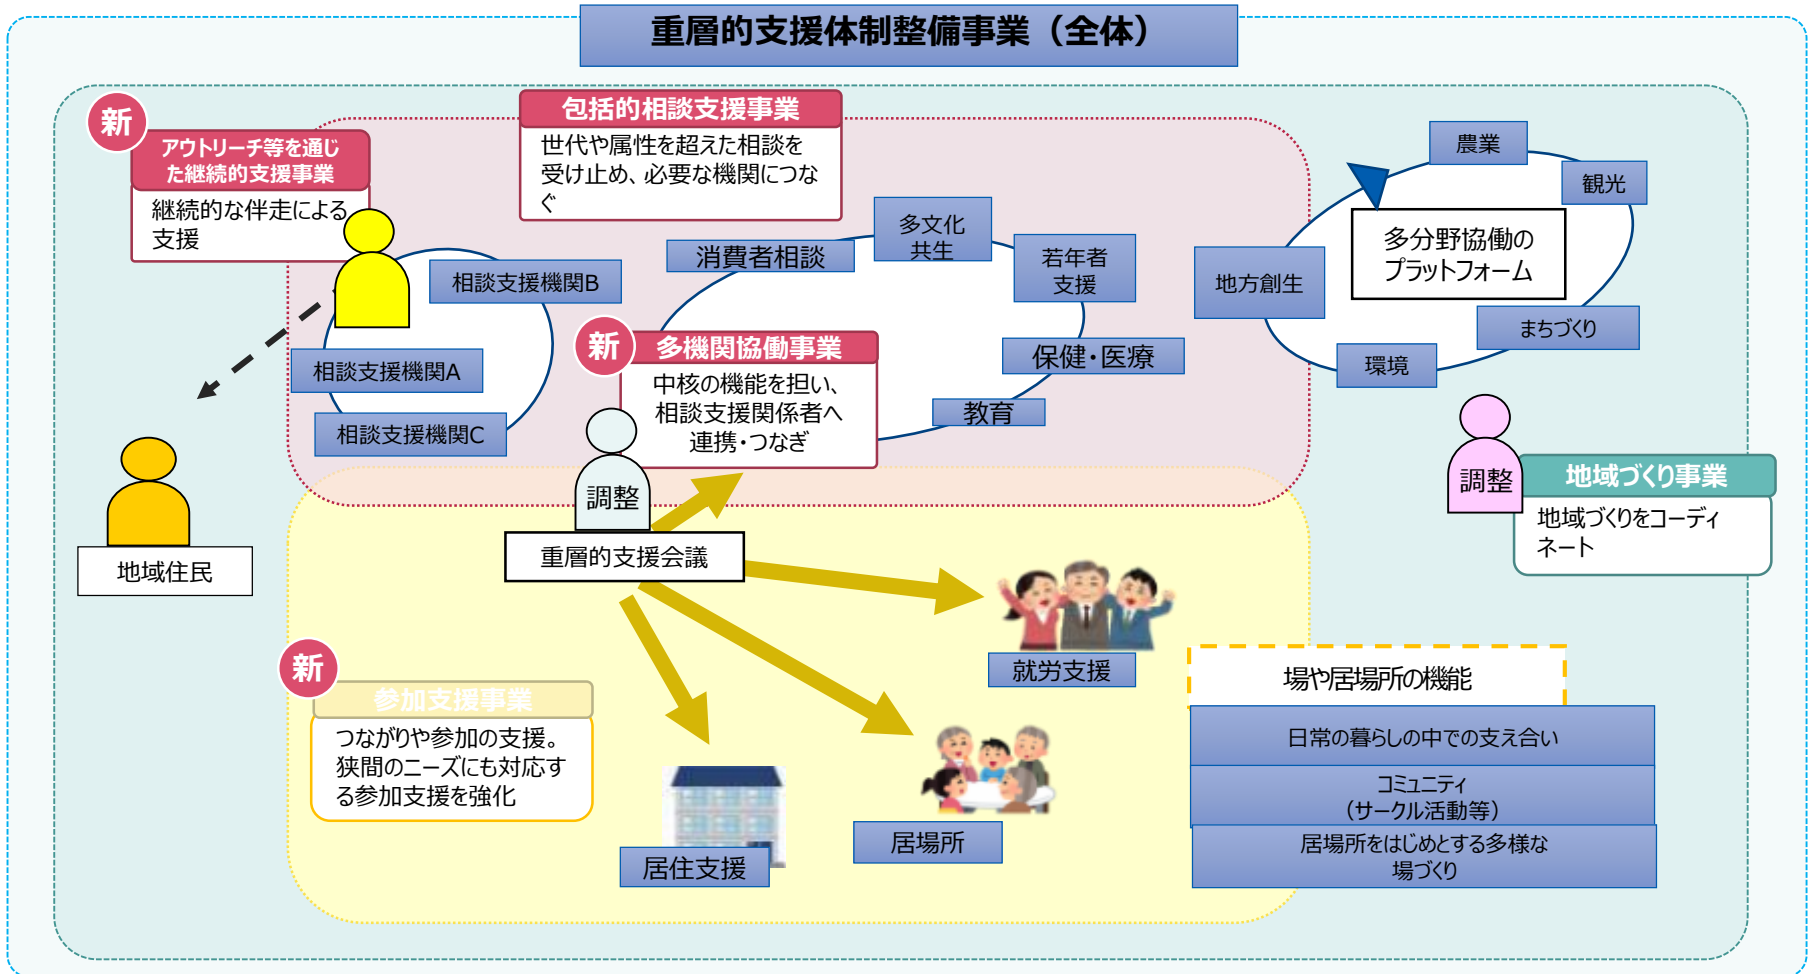 重層的支援体制整備事業（全体）
新
アウトリーチ等を通じ
た継続的支援事業
継続的な伴走による
支援
包括的相談支援事業
世代や属性を超えた相談を
受け止め、必要な機関につな
ぐ
相談支援機関B
相談支援機関A
相談支援機関C
消費者相談
多文化
共生
若年者
支援
保健・医療
教育
新
多機関協働事業
中核の機能を担い、
相談支援関係者へ
連携・つなぎ
調整
重層的支援会議
農業
観光
多分野協働の
プラットフォーム
地方創生
まちづくり
環境
調整
地域づくり事業
地域づくりをコーディ
ネート
地域住民
新
参加支援事業
つながりや参加の支援。
狭間のニーズにも対応す
る参加支援を強化
就労支援
居場所
居住支援
場や居場所の機能
日常の暮らしの中での支え合い
コミュニティ
（サークル活動等）
居場所をはじめとする多様な
場づくり